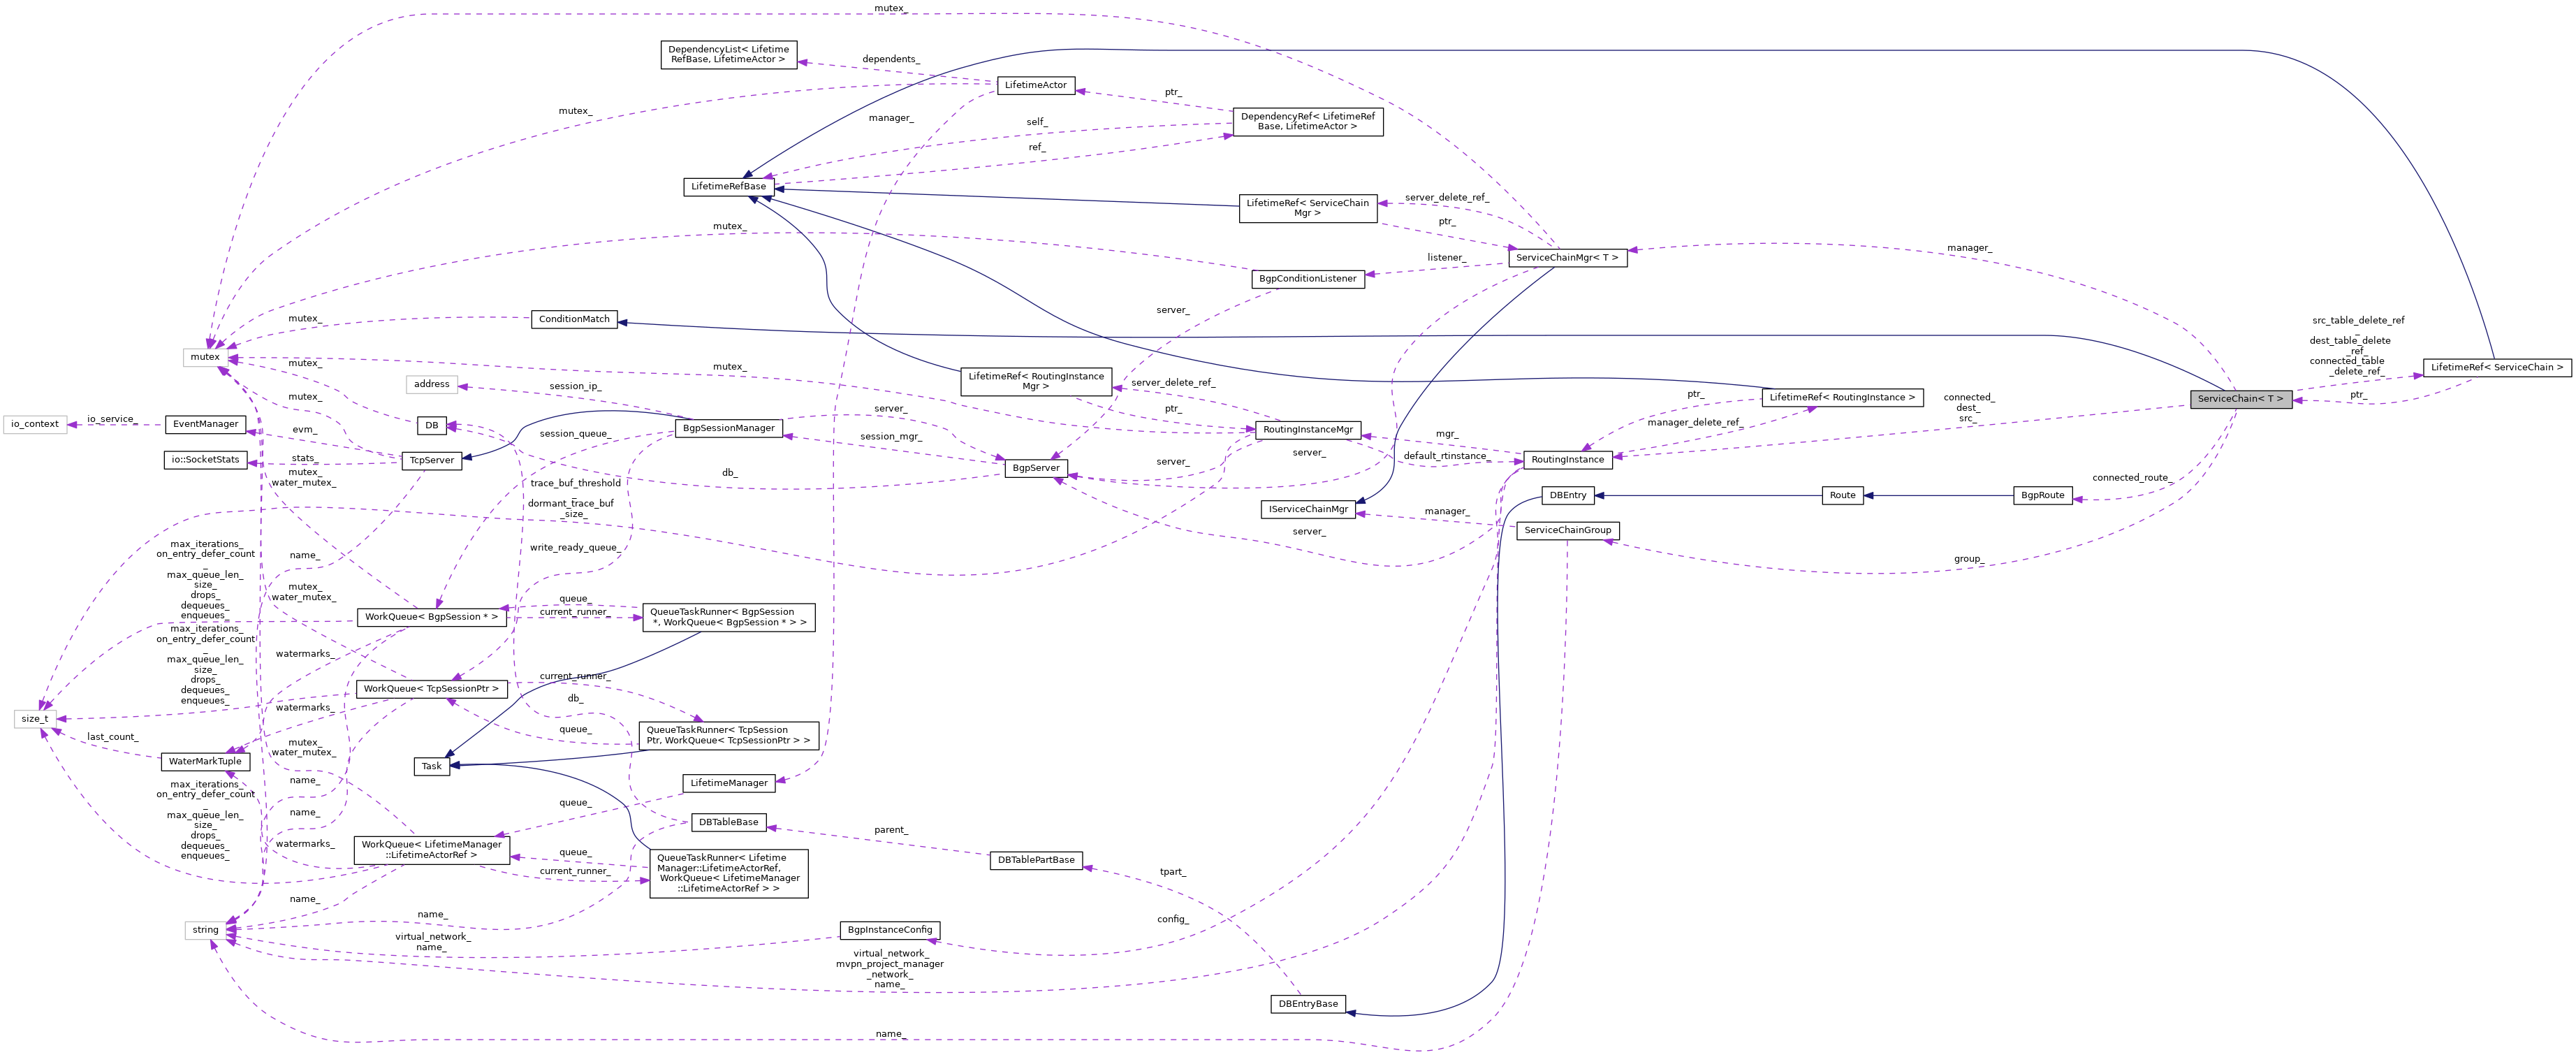 mutex_
DependencyList< Lifetime
RefBase, LifetimeActor >
dependents_
LifetimeActor
ptr_
mutex_
manager_
DependencyRef< LifetimeRef
Base, LifetimeActor >
self_
ref_
LifetimeRefBase
LifetimeRef< ServiceChain
Mgr >
server_delete_ref_
ptr_
mutex_
ServiceChainMgr< T >
manager_
listener_
BgpConditionListener
server_
mutex_
ConditionMatch
src_table_delete_ref
_
dest_table_delete
_ref_
connected_table
_delete_ref_
mutex
mutex_
mutex_
LifetimeRef< ServiceChain >
address
session_ip_
LifetimeRef< RoutingInstance
Mgr >
server_delete_ref_
ptr_
LifetimeRef< RoutingInstance >
ptr_
connected_
dest_
src_
ServiceChain< T >
ptr_
mutex_
io_context
io_service_
EventManager
DB
evm_
BgpSessionManager
server_
ptr_
RoutingInstanceMgr
mgr_
manager_delete_ref_
session_queue_
session_mgr_
io::SocketStats
stats_
TcpServer
BgpServer
server_
server_
default_rtinstance_
RoutingInstance
mutex_
water_mutex_
db_
trace_buf_threshold
_
dormant_trace_buf
_size_
connected_route_
DBEntry
Route
BgpRoute
IServiceChainMgr
manager_
ServiceChainGroup
server_
max_iterations_
on_entry_defer_count
_
max_queue_len_
size_
drops_
dequeues_
enqueues_
name_
write_ready_queue_
group_
mutex_
water_mutex_
WorkQueue< BgpSession * >
queue_
current_runner_
QueueTaskRunner< BgpSession
*, WorkQueue< BgpSession * > >
max_iterations_
on_entry_defer_count
_
max_queue_len_
size_
drops_
dequeues_
enqueues_
watermarks_
WorkQueue< TcpSessionPtr >
current_runner_
db_
size_t
watermarks_
queue_
QueueTaskRunner< TcpSession
Ptr, WorkQueue< TcpSessionPtr > >
last_count_
mutex_
water_mutex_
WaterMarkTuple
Task
name_
LifetimeManager
max_iterations_
on_entry_defer_count
_
max_queue_len_
size_
drops_
dequeues_
enqueues_
name_
queue_
DBTableBase
parent_
watermarks_
WorkQueue< LifetimeManager
::LifetimeActorRef >
queue_
current_runner_
QueueTaskRunner< Lifetime
Manager::LifetimeActorRef,
WorkQueue< LifetimeManager
::LifetimeActorRef > >
DBTablePartBase
tpart_
name_
string
name_
virtual_network_
name_
BgpInstanceConfig
config_
virtual_network_
mvpn_project_manager
_network_
name_
DBEntryBase
name_